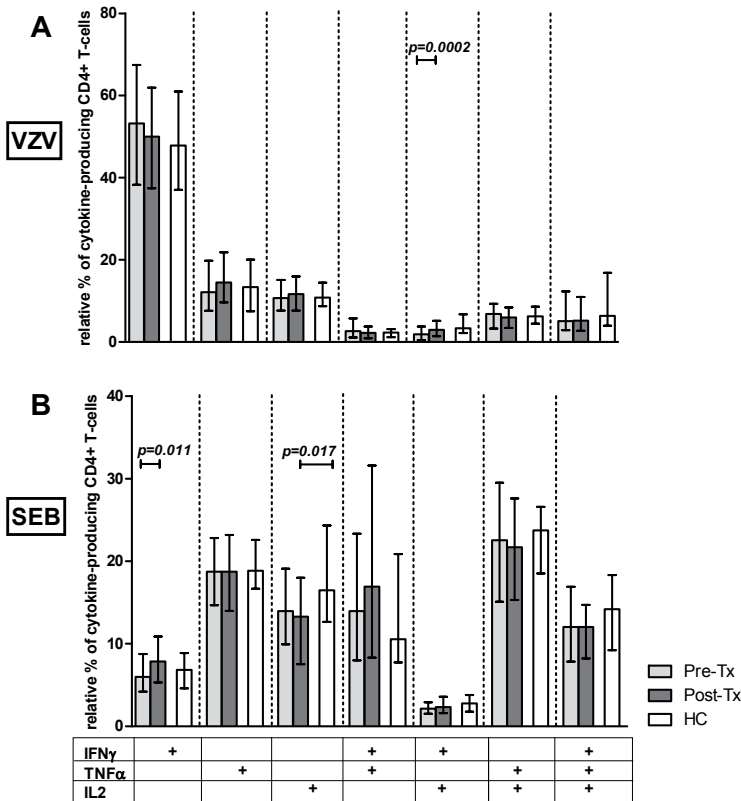 A
VZV
relative % of cytokine-producing CD4+ T-cells
80
60
40
20
0
p=0.0002
B
SEB
relative % of cytokine-producing CD4+ T-cells
40
30
20
10
0
p=0.011
p=0.017
Pre-Tx
Post-Tx
HC
IFNγ + + + +
TNFα + + + +
IL2 + + + +